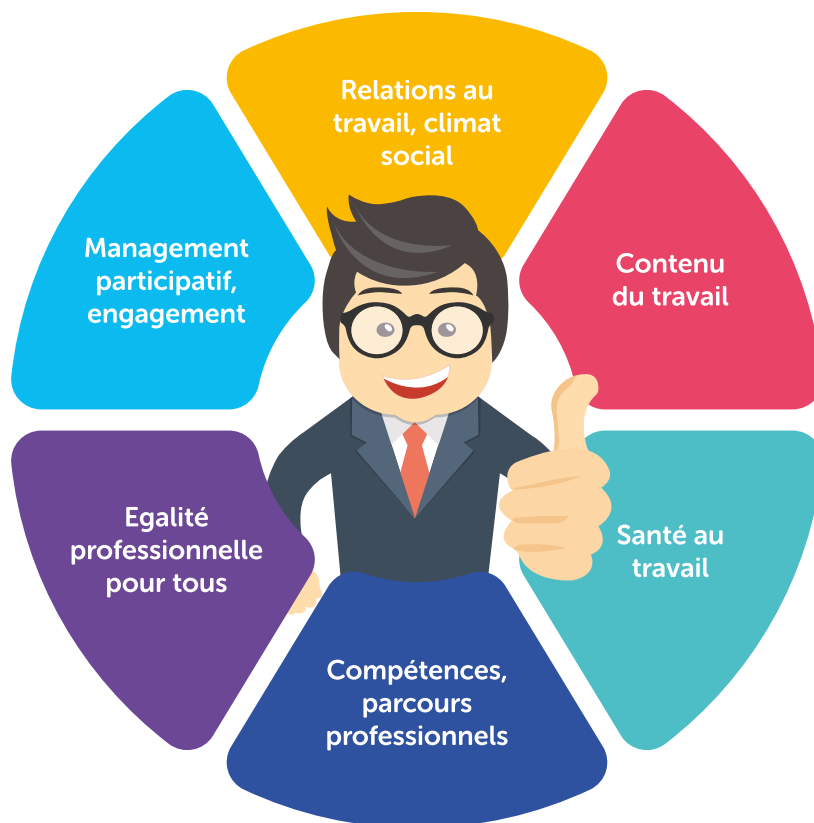 Relations au
travail, climat
social
Contenu
du travail
Santé au
travail
Compétences,
parcours
professionnels
Egalité
professionnelle
pour tous
Management
participatif,
engagement